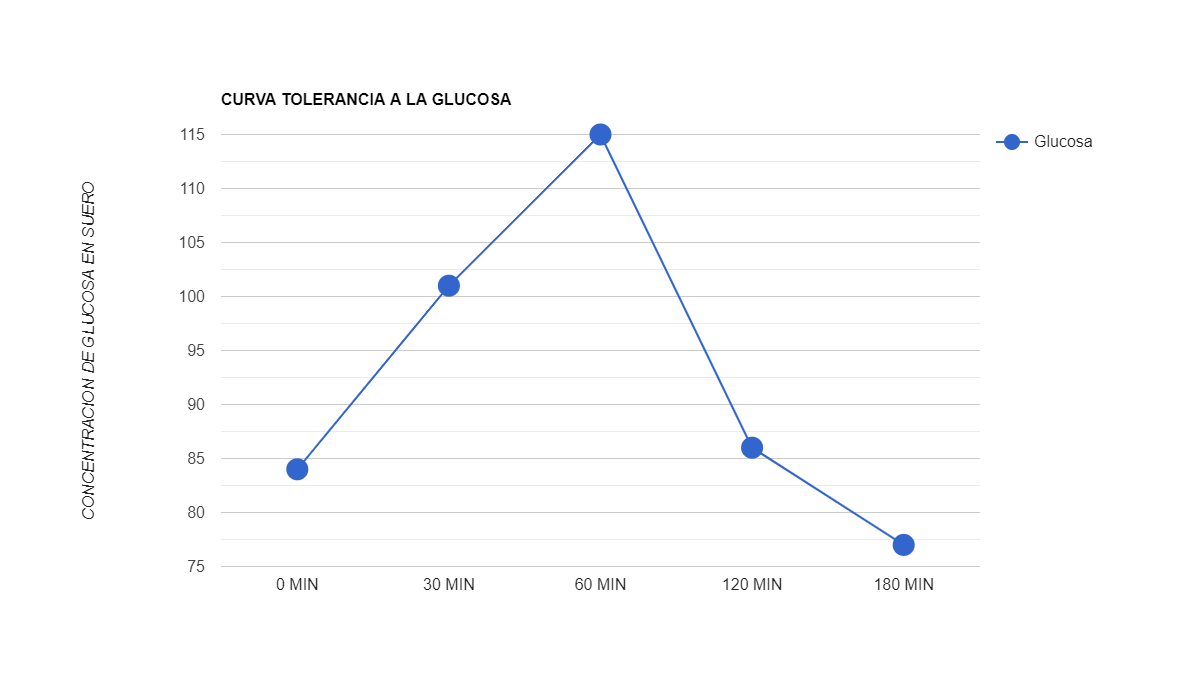 CURVA TOLERANCIA A LA GLUCOSA
CONCENTRACION DE GLUCOSA EN SUERO
115
110
105
100
95
90
85
80
75
0 MIN
30 MIN
60 MIN
120 MIN
180 MIN
Glucosa